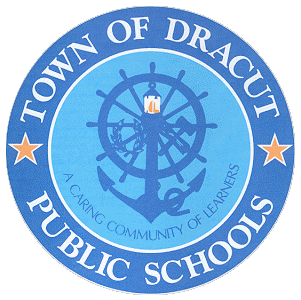 TOWN OF DRACUT
A CARING COMMUNITY OF LEARNERS
PUBLIC SCHOOLS